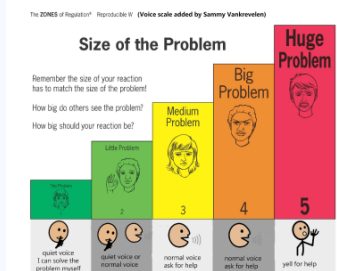 The ZONES of Regulation® Reproducible W (Voice scale added by Sammy Vankrevelen)
Size of the Problem
Remember the size of your reaction
has to match the size of the problem!
How big do others see the problem?
How big should your reaction be?
Tiny Problem
Little Problem
Medium
Problem
Big
Problem
Huge
Problem
1
2
3
4
5
quiet voice
I can solve the
problem myself
quiet voice or
normal voice
normal voice
ask for help
normal voice
ask for help
yell for help